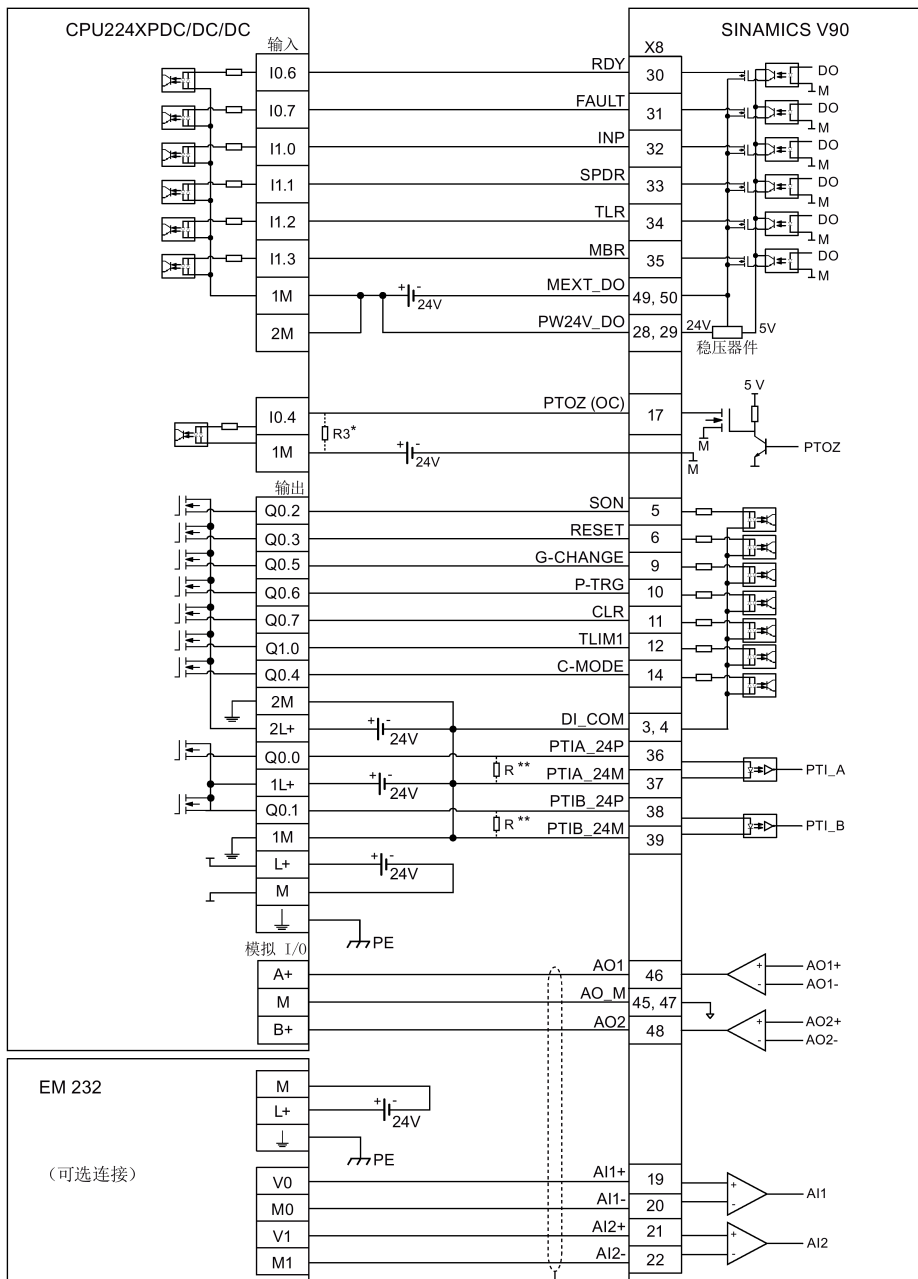 CPU224XPDC/DC/DC
SINAMICS V90
输入
X8
I0.6
RDY
30
DO
M
I0.7
FAULT
31
DO
M
I1.0
INP
32
DO
M
I1.1
SPDR
33
DO
M
I1.2
TLR
34
DO
M
I1.3
MBR
35
DO
M
1M
+ -
24V
MEXT_DO
49, 50
2M
PW24V_DO
28, 29
24V
5V
稳压器件
5 V
I0.4
PTOZ (OC)
17
R3*
M
PTOZ
1M
+ -
24V
M
输出
Q0.2
SON
5
Q0.3
RESET
6
Q0.5
G-CHANGE
9
Q0.6
P-TRG
10
Q0.7
CLR
11
Q1.0
TLIM1
12
Q0.4
C-MODE
14
2M
2L+
+ -
24V
DI_COM
3, 4
Q0.0
PTIA_24P
36
R **
PTI_A
1L+
+ -
24V
PTIA_24M
37
Q0.1
PTIB_24P
38
R **
PTI_B
1M
PTIB_24M
39
L+
+ -
24V
M
PE
模拟 I/O
A+
AO1
46
+
-
AO1+
AO1-
M
AO_M
45, 47
B+
AO2
48
+
-
AO2+
AO2-
EM 232
M
L+
+ -
24V
PE
（可选连接）
V0
AI1+
19
+
-
AI1
M0
AI1-
20
V1
AI2+
21
+
-
AI2
M1
AI2-
22